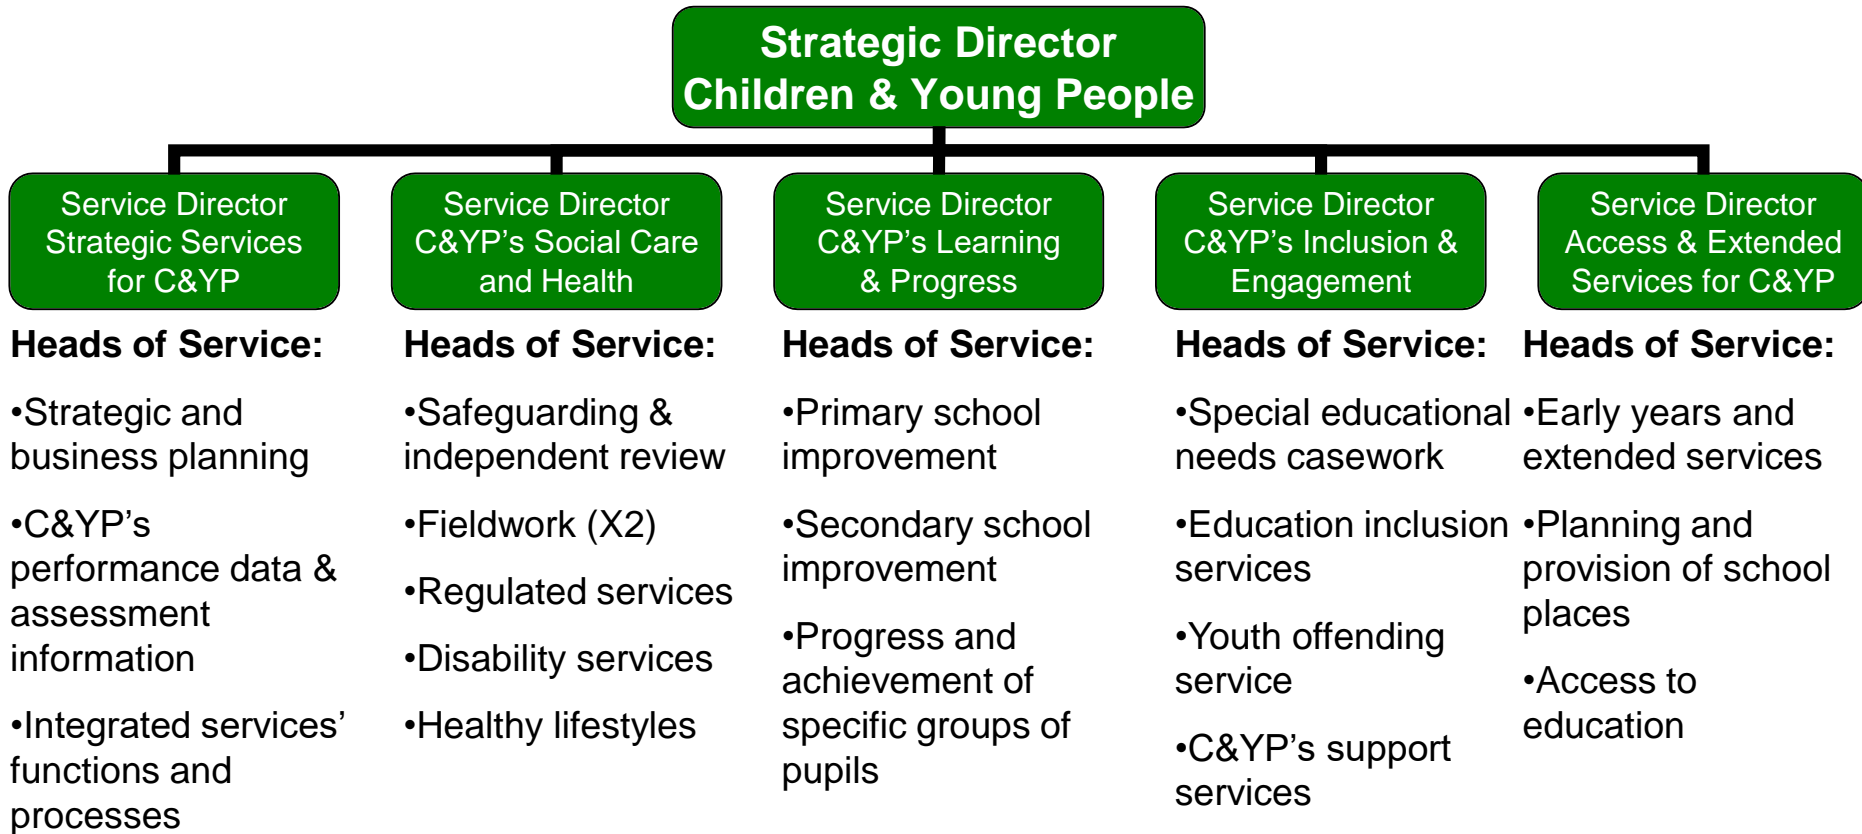 Strategic Director
Children & Young People
Service Director
Strategic Services
for C&YP
Service Director
C&YP's Social Care
and Health
Service Director
C&YP's Learning
& Progress
Service Director
C&YP's Inclusion &
Engagement
Service Director
Access & Extended
Services for C&YP
Heads of Service:
•Strategic and
business planning
•C&YP’s
performance data &
assessment
information
•Integrated services’
functions and
processes
Heads of Service:
•Safeguarding &
independent review
•Fieldwork (X2)
•Regulated services
•Disability services
•Healthy lifestyles
Heads of Service:
•Primary school
improvement
•Secondary school
improvement
•Progress and
achievement of
specific groups of
pupils
Heads of Service:
•Special educational
needs casework
•Education inclusion
services
•Youth offending
service
•C&YP’s support
services
Heads of Service:
•Early years and
extended services
•Planning and
provision of school
places
•Access to
education